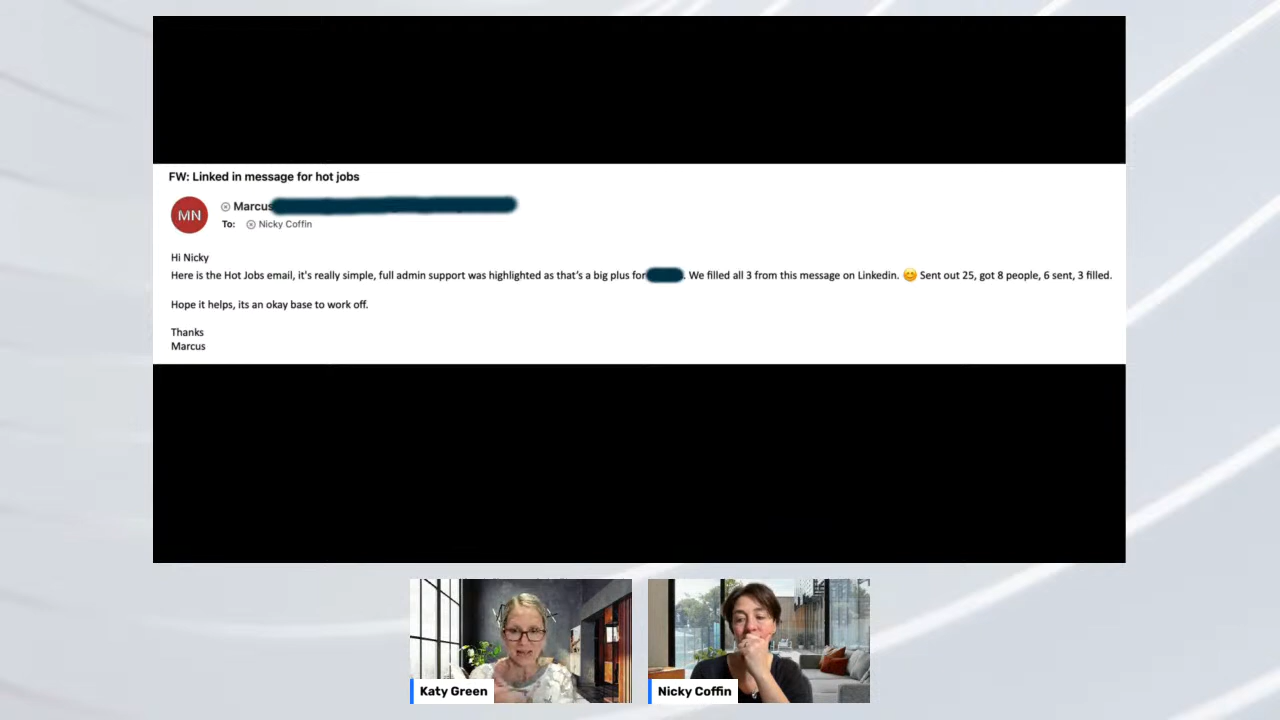 FW: Linked in message for hot jobs
MN
Marcus
To: Nicky Coffin
Hi Nicky
Here is the Hot Jobs email, it's really simple, full admin support was highlighted as that's a big plus for . We filled all 3 from this message on Linkedin. 😊 Sent out 25, got 8 people, 6 sent, 3 filled.
Hope it helps, its an okay base to work off.
Thanks
Marcus
Katy Green
Nicky Coffin